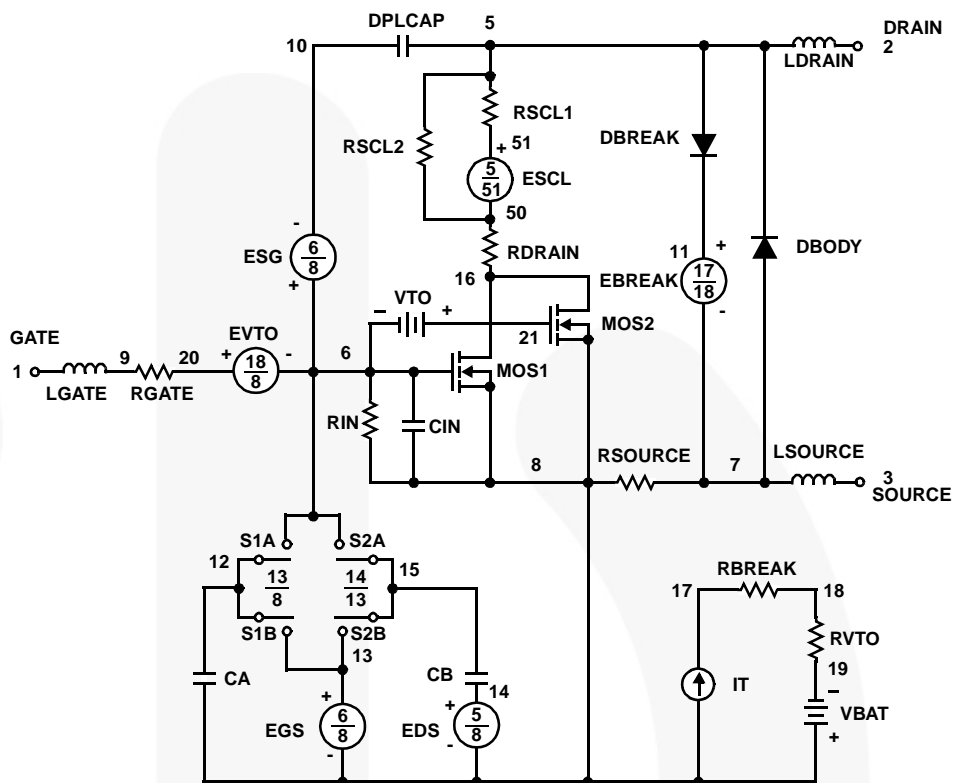 DPLCAP
5
10
DRAIN
2
LDRAIN
RSCL1
RSCL2
+ 51
DBREAK
5
51
ESCL
50
-
ESG
6
8
+
RDRAIN
16
11
+
DBODY
EBREAK
17
18
-
VTO
− +
MOS2
21
GATE
1
LGATE
9
RGATE
20
EVTO
+
18
8
-
6
MOS1
RIN
CIN
8
RSOURCE
7
LSOURCE
3
SOURCE
S1A
S2A
12
13
8
14
13
15
S1B
S2B
13
CA
CB
14
+
EGS
6
8
-
+
EDS
5
8
-
RBREAK
17
18
RVTO
19
IT
−
VBAT
+